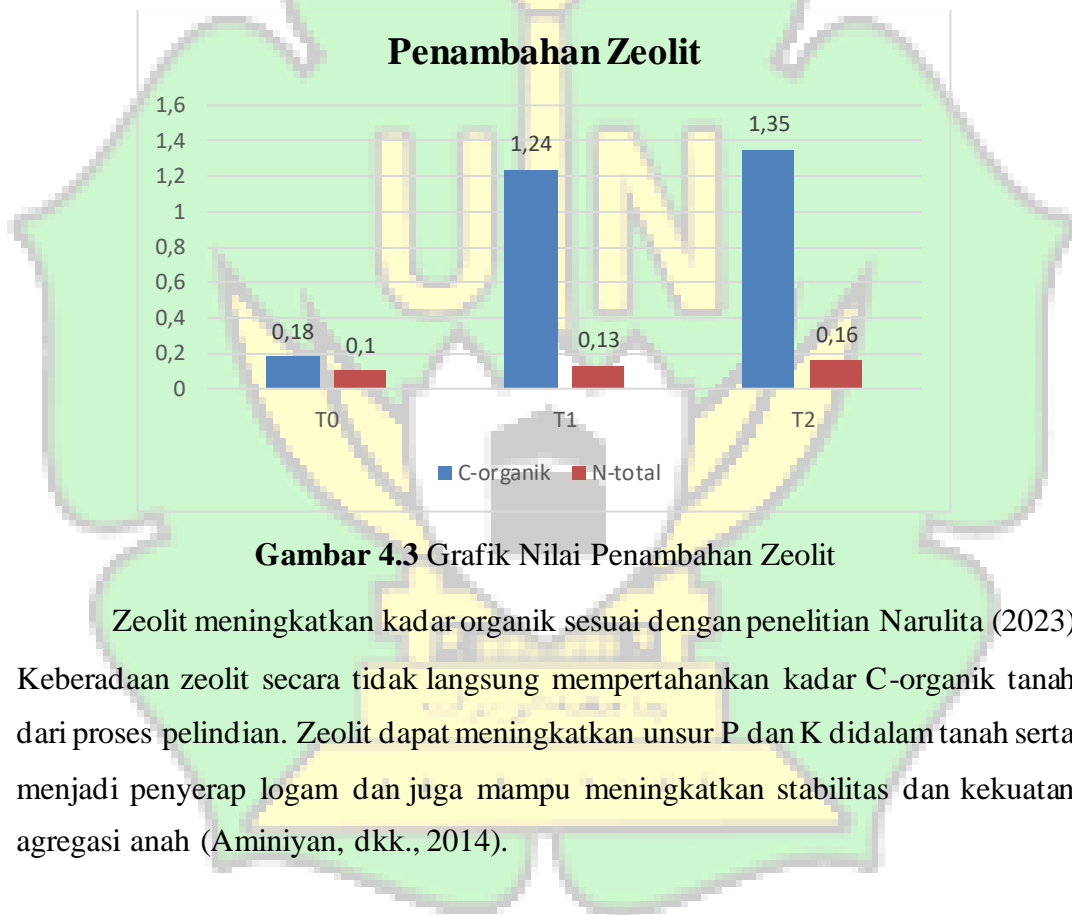 Penambahan Zeolit
1,6
1,4
1,2
1
0,8
0,6
0,4
0,2
0
0,18
0,1
1,24
0,13
1,35
0,16
T0 T1 T2
C-organik N-total
U I N
Gambar 4.3 Grafik Nilai Penambahan Zeolit
Zeolit meningkatkan kadar organik sesuai dengan penelitian Narulita (2023)
Keberadaan zeolit secara tidak langsung mempertahankan kadar C-organik tanah
dari proses pelindian. Zeolit dapat meningkatkan unsur P dan K didalam tanah serta
menjadi penyerap logam dan juga mampu meningkatkan stabilitas dan kekuatan
agregasi anah (Aminiyan, dkk., 2014).